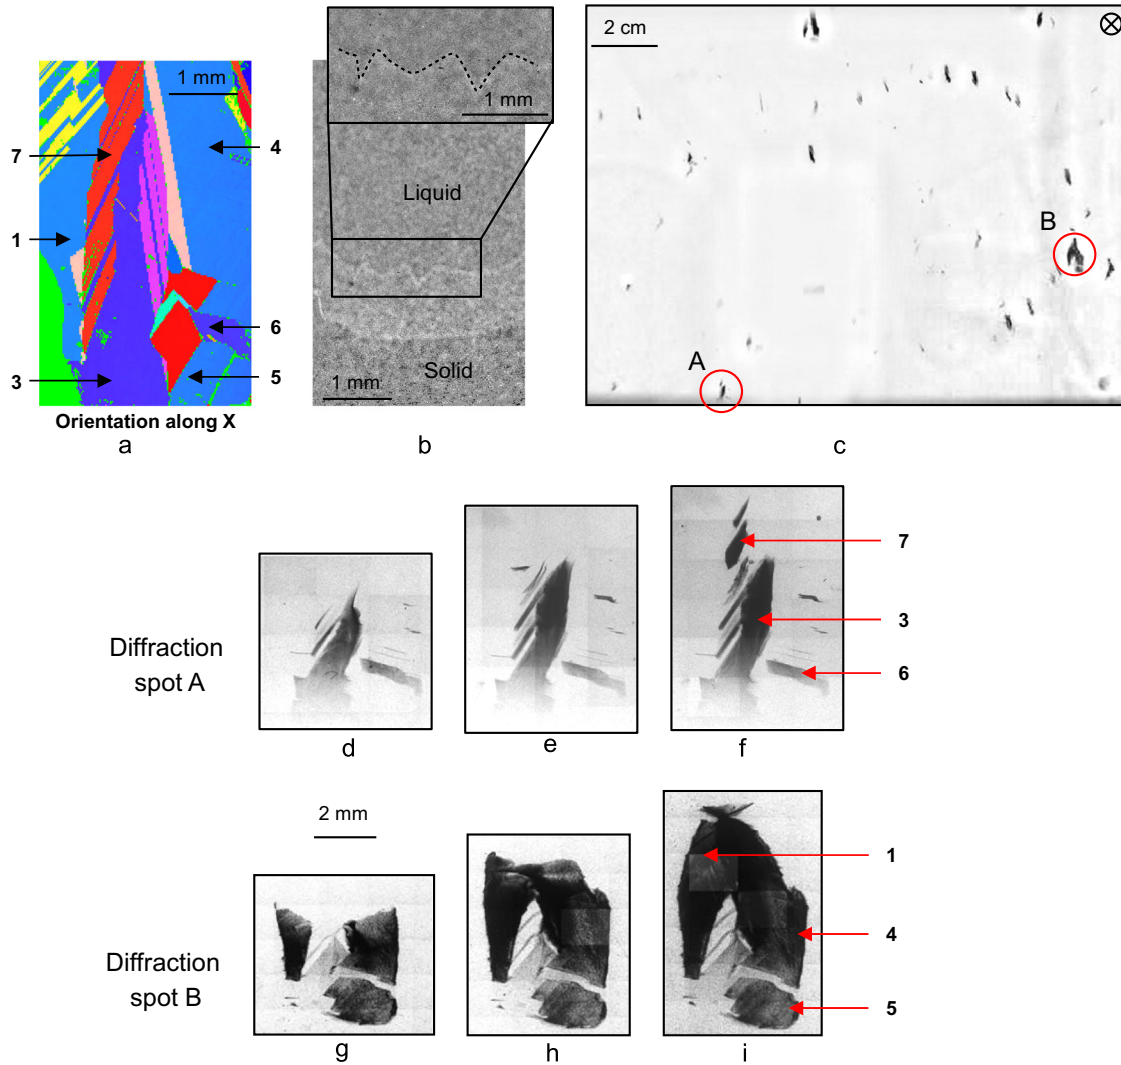 1 mm
7
4
1
6
5
3
Orientation along X
a
1 mm
Liquid
Solid
1 mm
b
2 cm
B
A
c
Diffraction
spot A
7
3
6
d
e
f
2 mm
Diffraction
spot B
1
4
5
g
h
i